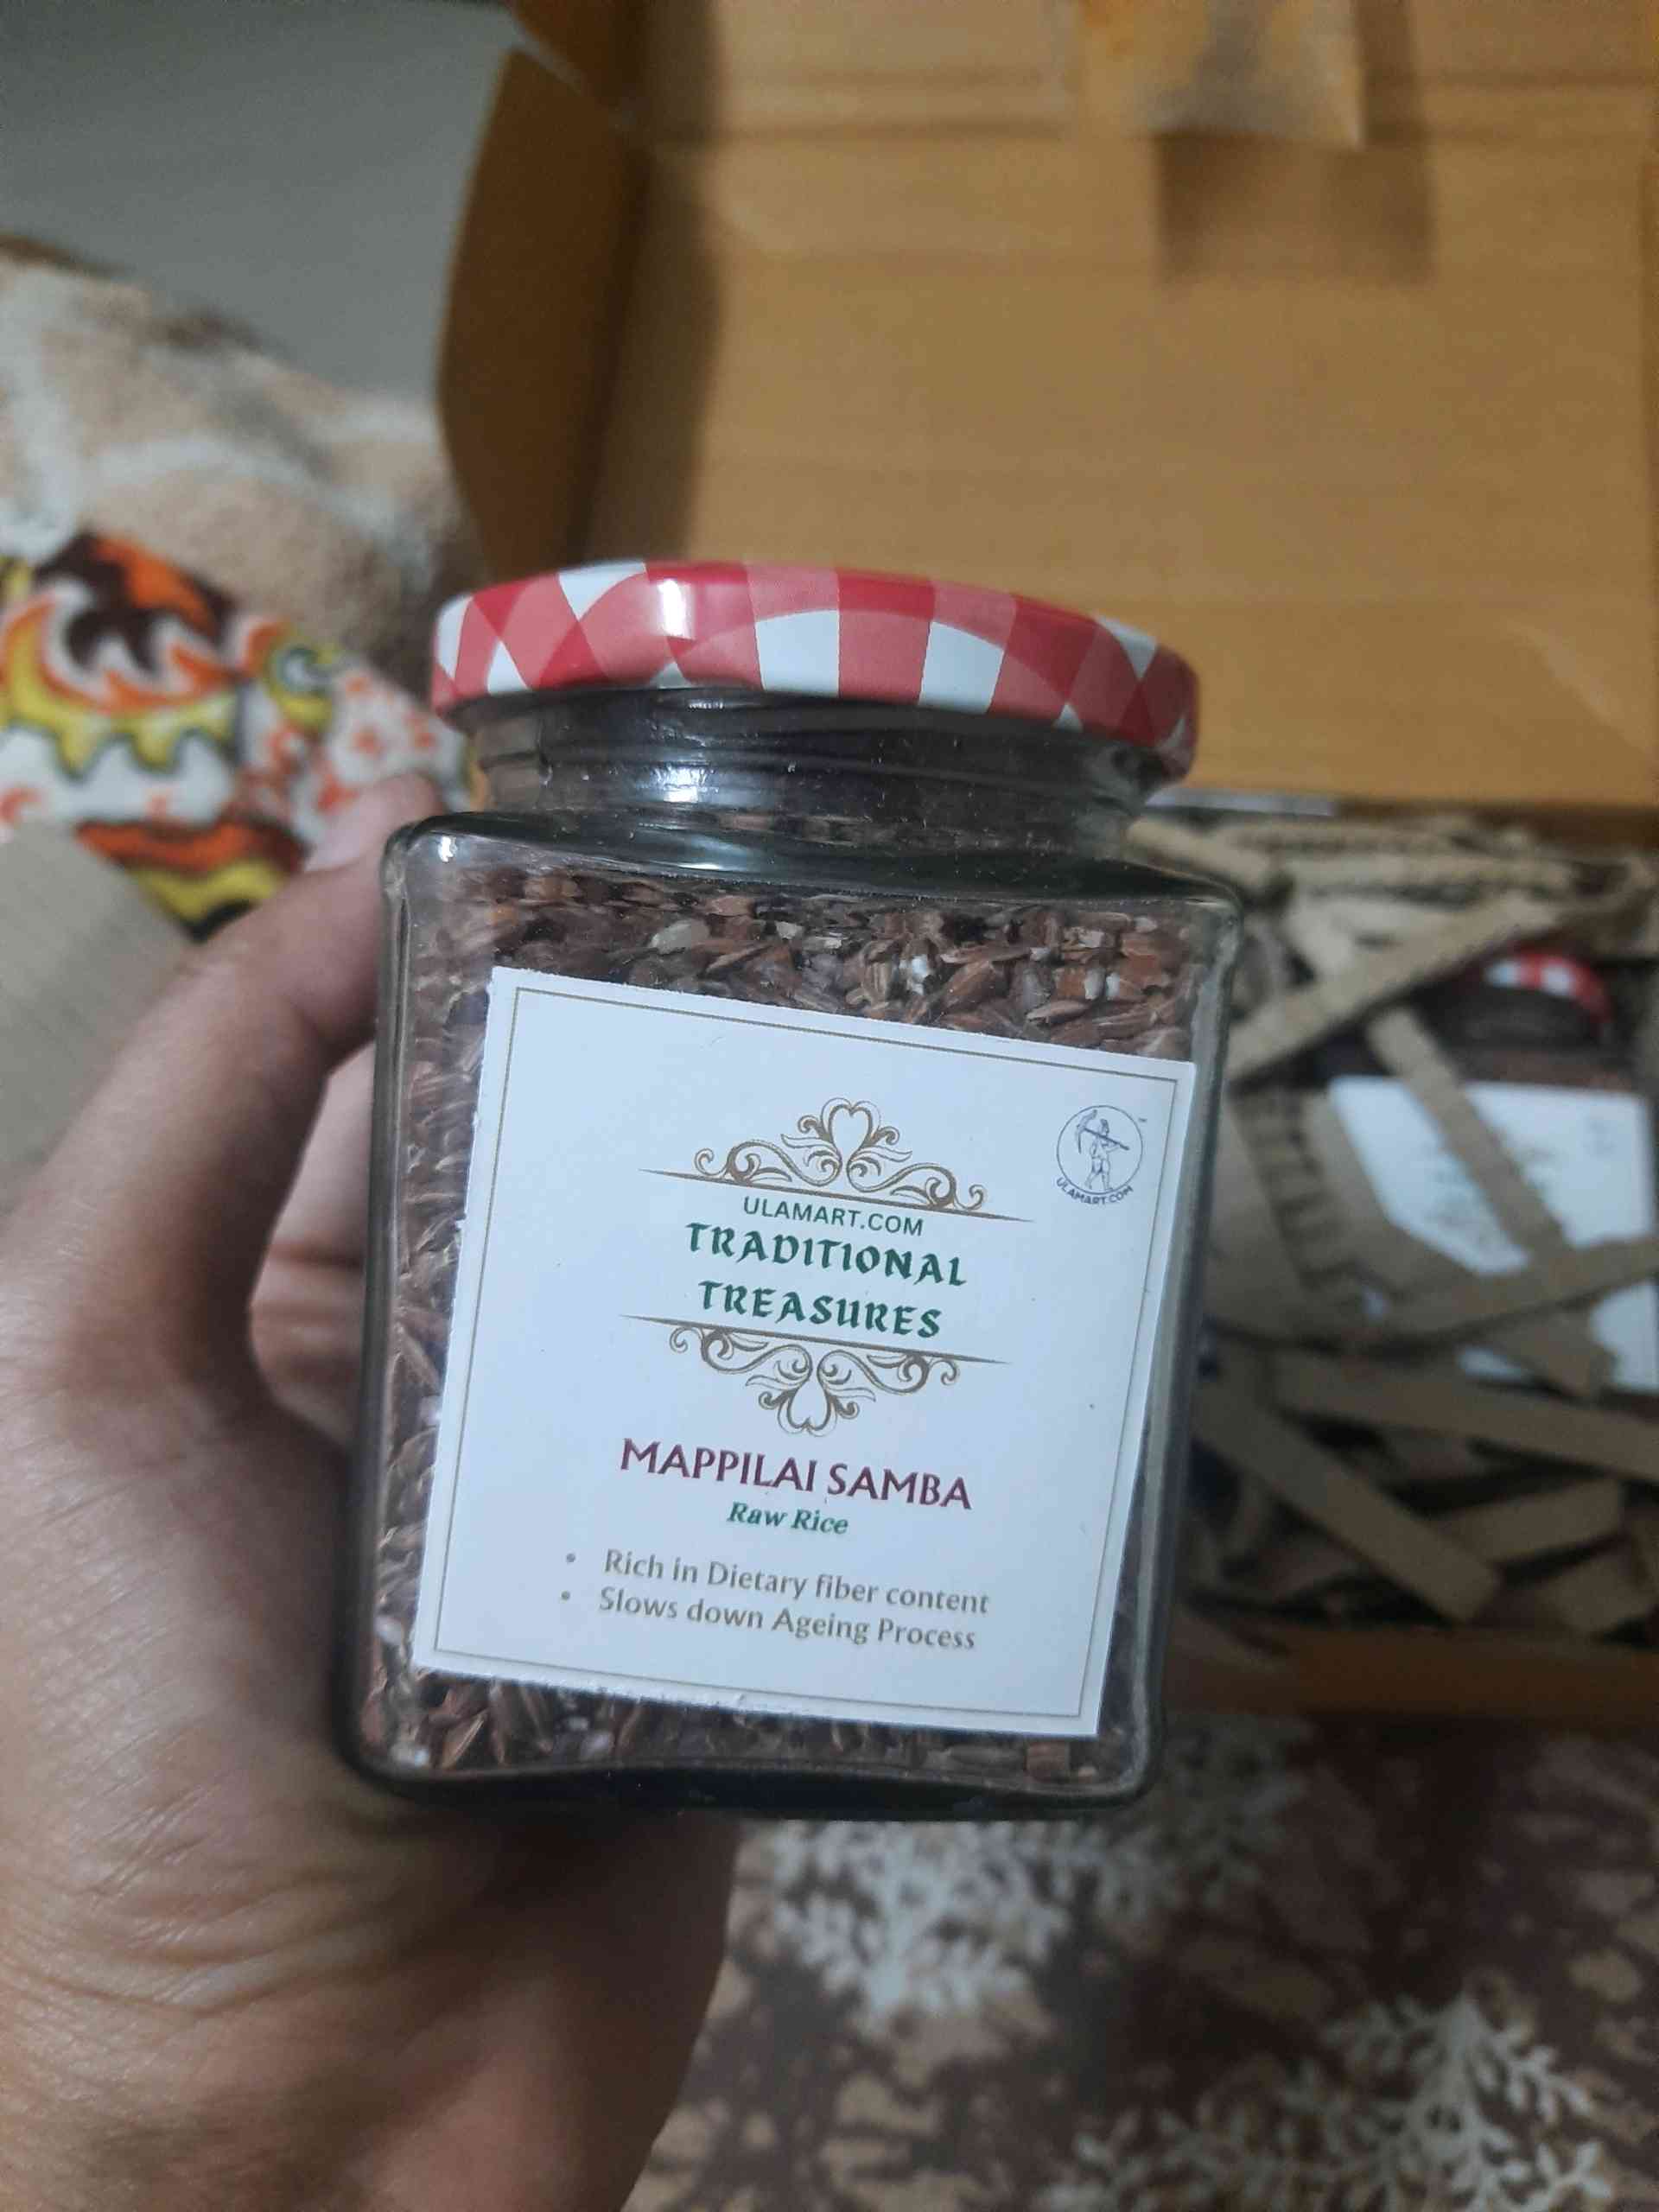 ULAMART.COM
ULAMART.COM
TRADITIONAL
TREASURES
MAPPILAI SAMBA
Raw Rice
• Rich in Dietary fiber content
• Slows down Ageing Process